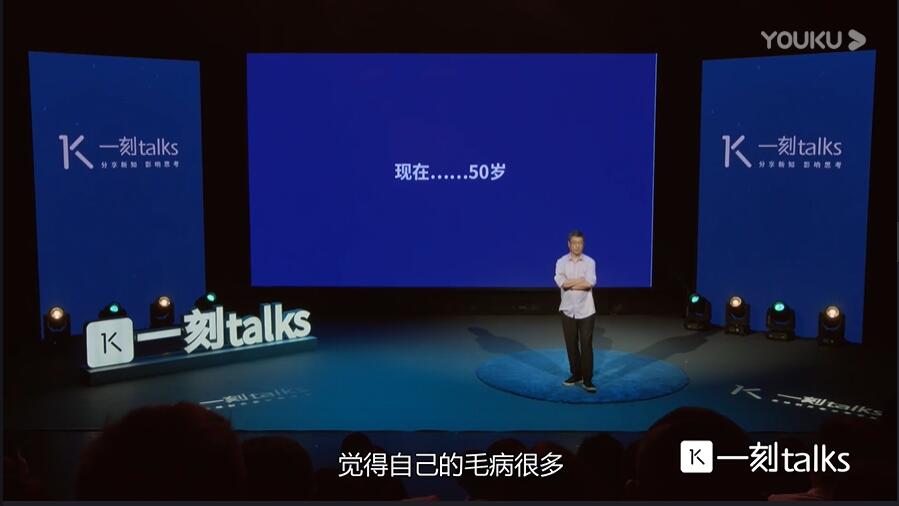 YOUKU
一刻talks
分享新知 影响思考
现在......50岁
一刻talks
分享新知 影响思考
一刻talks
一刻talks
一刻talks
觉得自己的毛病很多
一刻talks